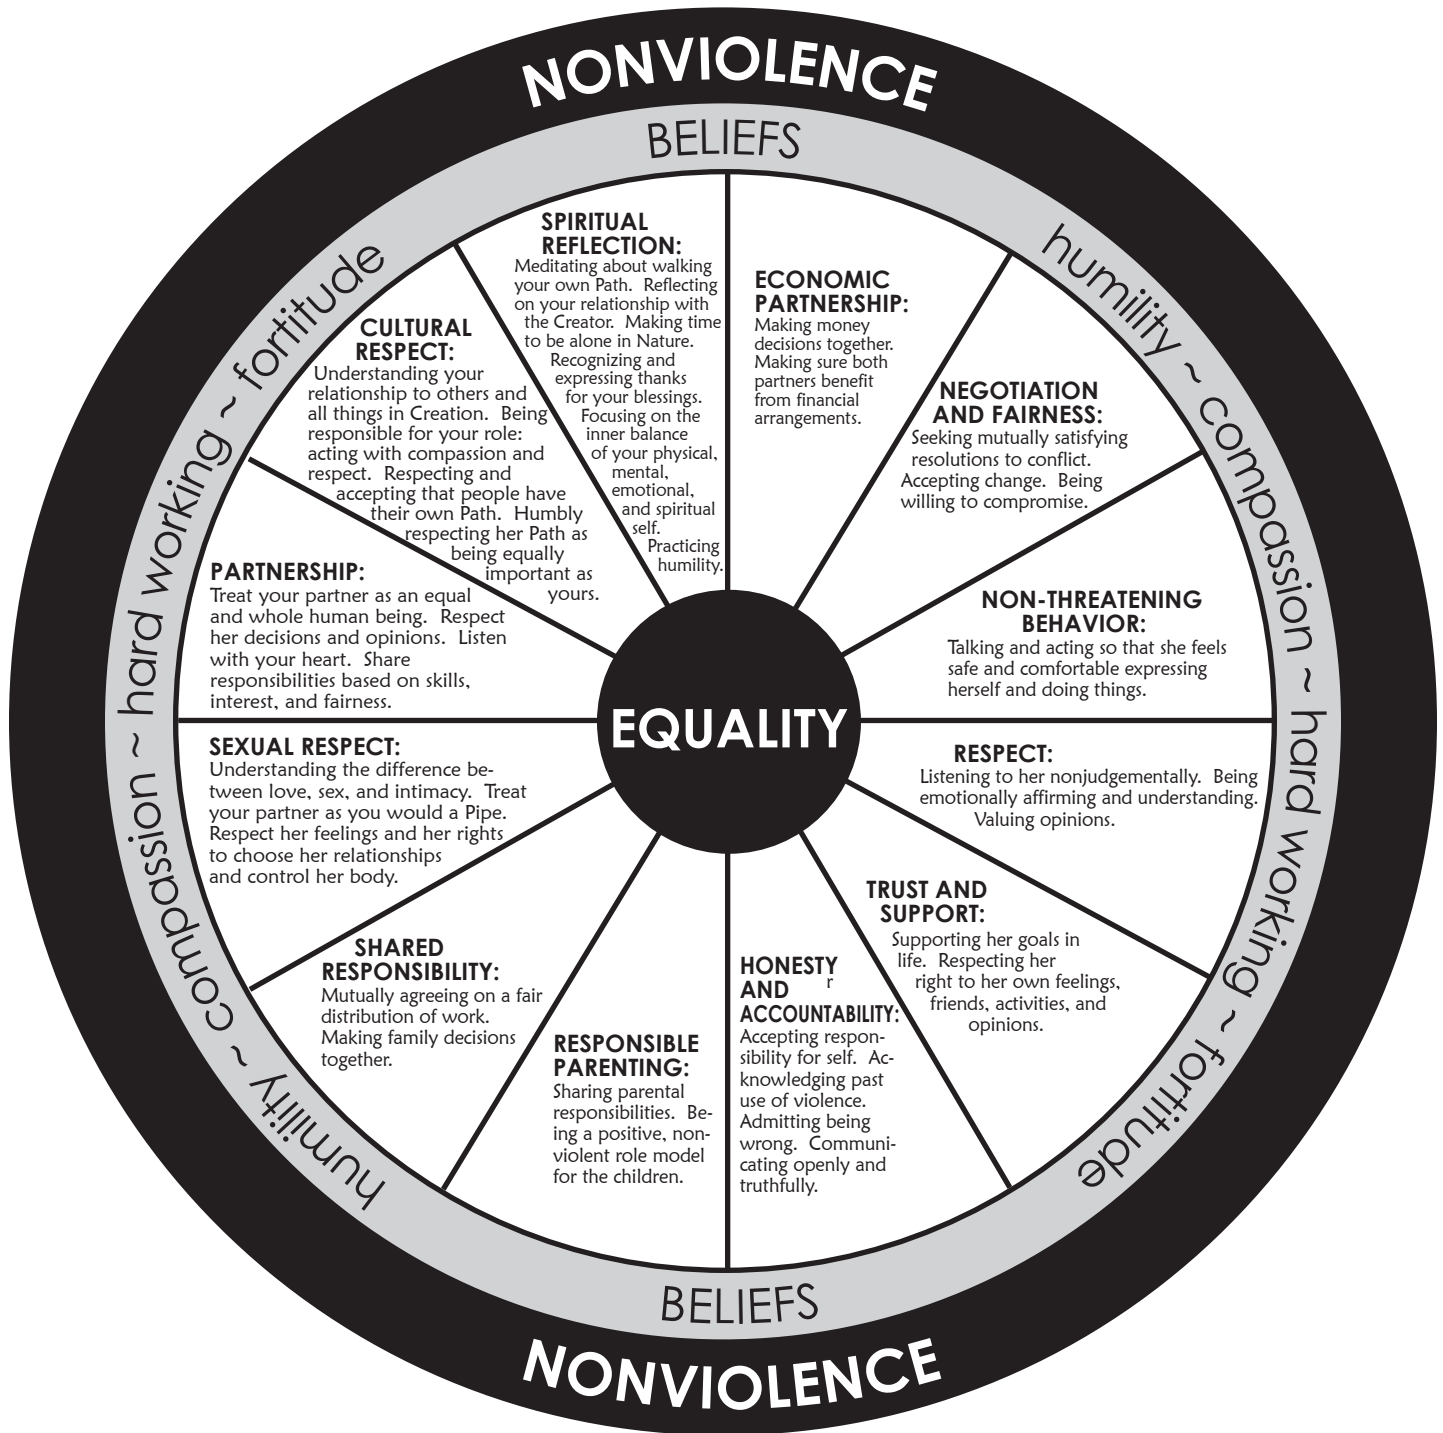 NONVIOLENCE
BELIEFS
humility ~ compassion ~ hard working ~ fortitude
ECONOMIC
PARTNERSHIP:
Making money
decisions together.
Making sure both
partners benefit
from financial
arrangements.
NEGOTIATION
AND FAIRNESS:
Seeking mutually satisfying
resolutions to conflict.
Accepting change. Being
willing to compromise.
NON-THREATENING
BEHAVIOR:
Talking and acting so that she feels
safe and comfortable expressing
herself and doing things.
RESPECT:
Listening to her nonjudgementally. Being
emotionally affirming and understanding.
Valuing opinions.
TRUST AND
SUPPORT:
Supporting her goals in
life. Respecting her
right to her own feelings,
friends, activities, and
opinions.
HONESTY
r
AND
ACCOUNTABILITY:
Accepting respon-
sibility for self. Ac-
knowledging past
use of violence.
Admitting being
wrong. Communi-
cating openly and
truthfully.
RESPONSIBLE
PARENTING:
Sharing parental
responsibilities. Be-
ing a positive, non-
violent role model
for the children.
SHARED
RESPONSIBILITY:
Mutually agreeing on a fair
distribution of work.
Making family decisions
together.
SEXUAL RESPECT:
Understanding the difference be-
tween love, sex, and intimacy. Treat
your partner as you would a Pipe.
Respect her feelings and her rights
to choose her relationships
and control her body.
PARTNERSHIP:
Treat your partner as an equal
and whole human being. Respect
her decisions and opinions. Listen
with your heart. Share
responsibilities based on skills,
interest, and fairness.
CULTURAL
RESPECT:
Understanding your
relationship to others and
all things in Creation. Being
responsible for your role:
acting with compassion and
respect. Respecting and
accepting that people have
their own Path. Humbly
respecting her Path as
being equally
important as
yours.
SPIRITUAL
REFLECTION:
Meditating about walking
your own Path. Reflecting
on your relationship with
the Creator. Making time
to be alone in Nature.
Recognizing and
expressing thanks
for your blessings.
Focusing on the
inner balance
of your physical,
mental,
emotional,
and spiritual
self.
Practicing
humility.
EQUALITY
humility ~ compassion ~ hard working ~ fortitude
BELIEFS
NONVIOLENCE